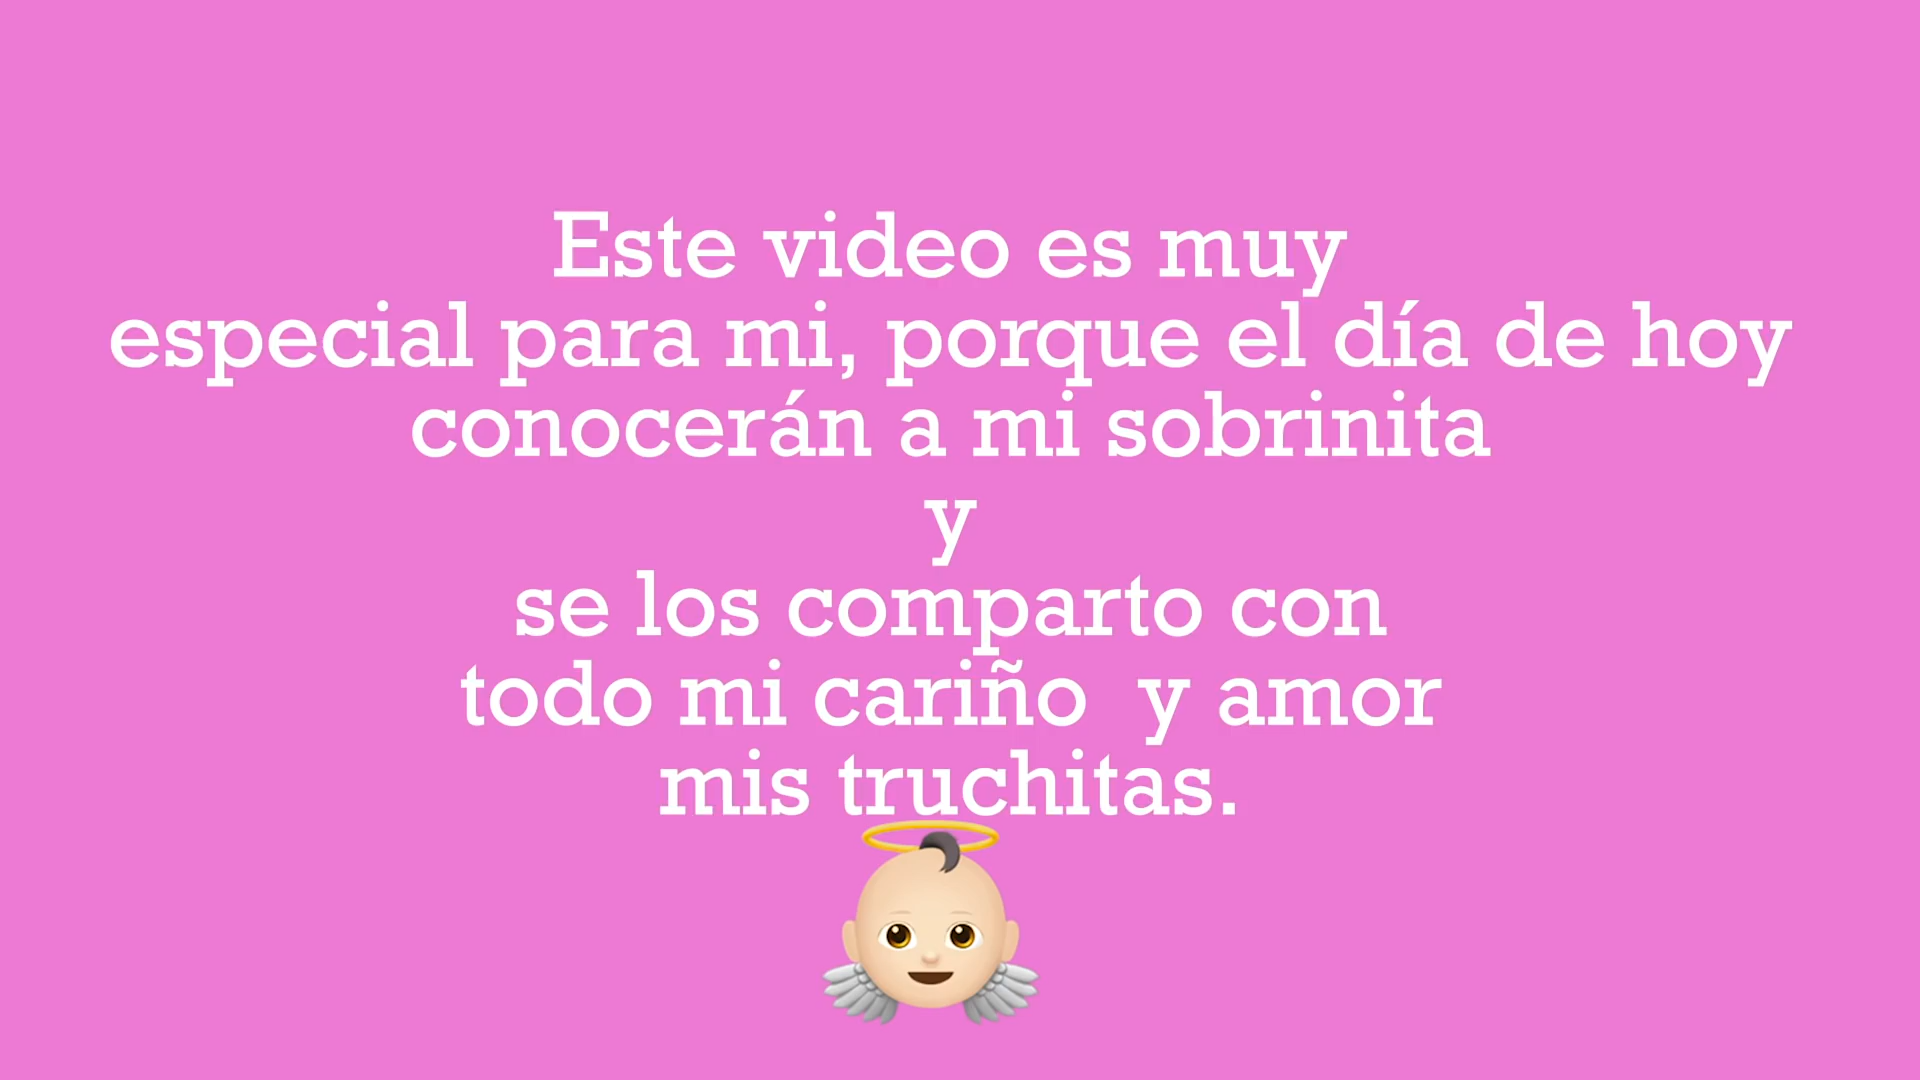 Este video es muy
especial para mi, porque el día de hoy
conocerán a mi sobrinita
y
se los comparto con
todo mi cariño  y amor
mis truchitas.